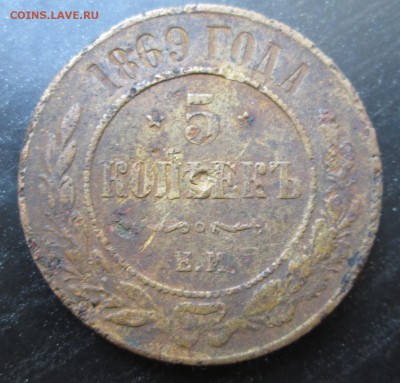 COINS.LAVE.RU
1869 ГОДА
5
КОПѢЕКЪ
Е.М.